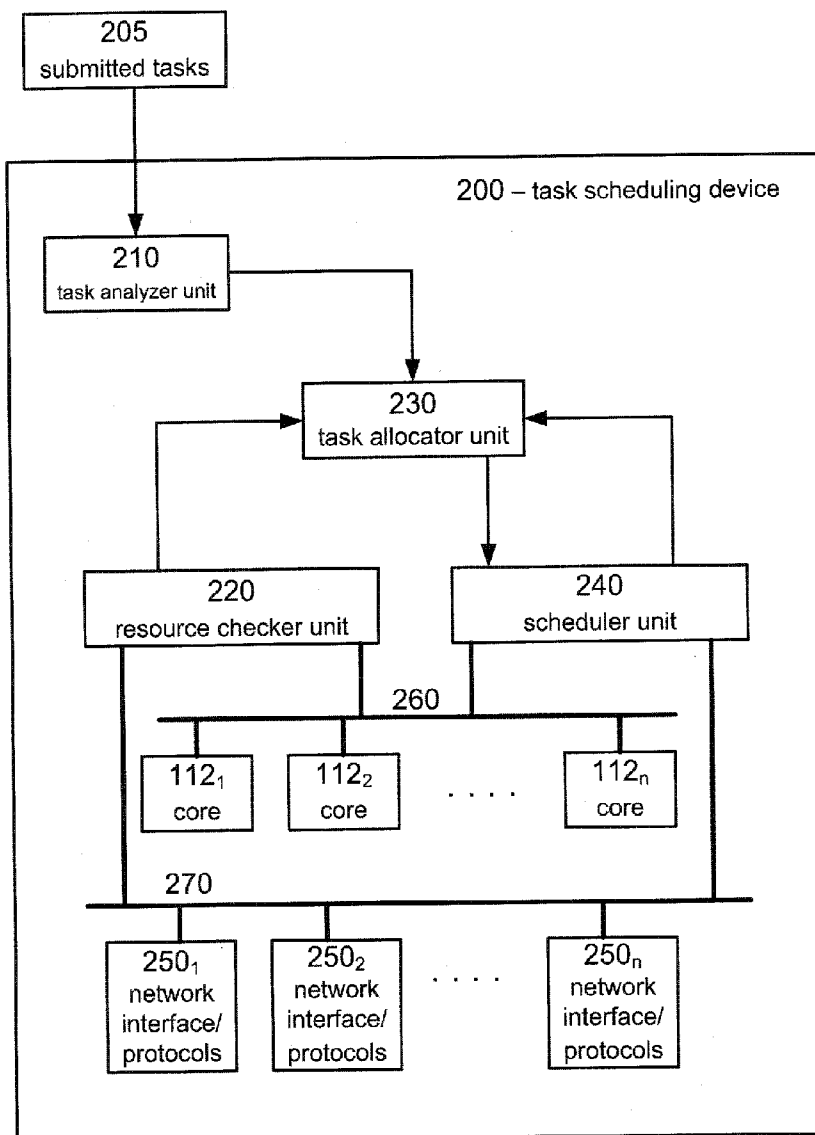 205
submitted tasks
200 – task scheduling device
210
task analyzer unit
230
task allocator unit
220
resource checker unit
240
scheduler unit
260
112₁
core
112₂
core
. . . .
112ₙ
core
270
250₁
network
interface/
protocols
250₂
network
interface/
protocols
. . . .
250ₙ
network
interface/
protocols